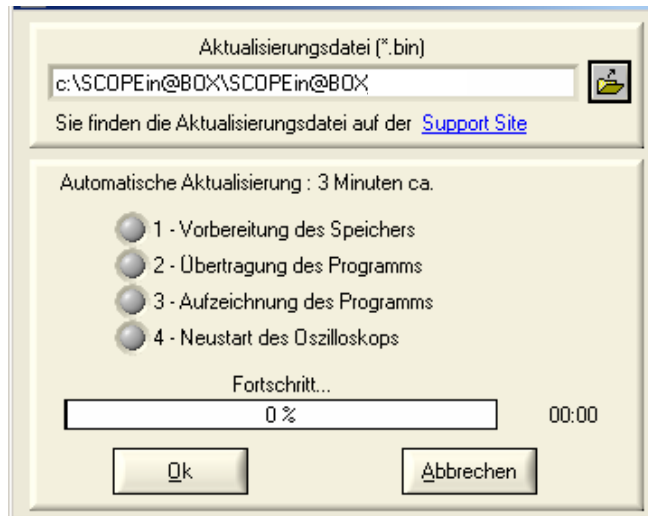 Aktualisierungsdatei (*.bin)
c:\SCOPEin@BOX\SCOPEin@BOX
Sie finden die Aktualisierungsdatei auf der Support Site
Automatische Aktualisierung : 3 Minuten ca.
1 - Vorbereitung des Speichers
2 - Übertragung des Programms
3 - Aufzeichnung des Programms
4 - Neustart des Oszilloskops
Fortschritt...
0 % 00:00
Ok Abbrechen